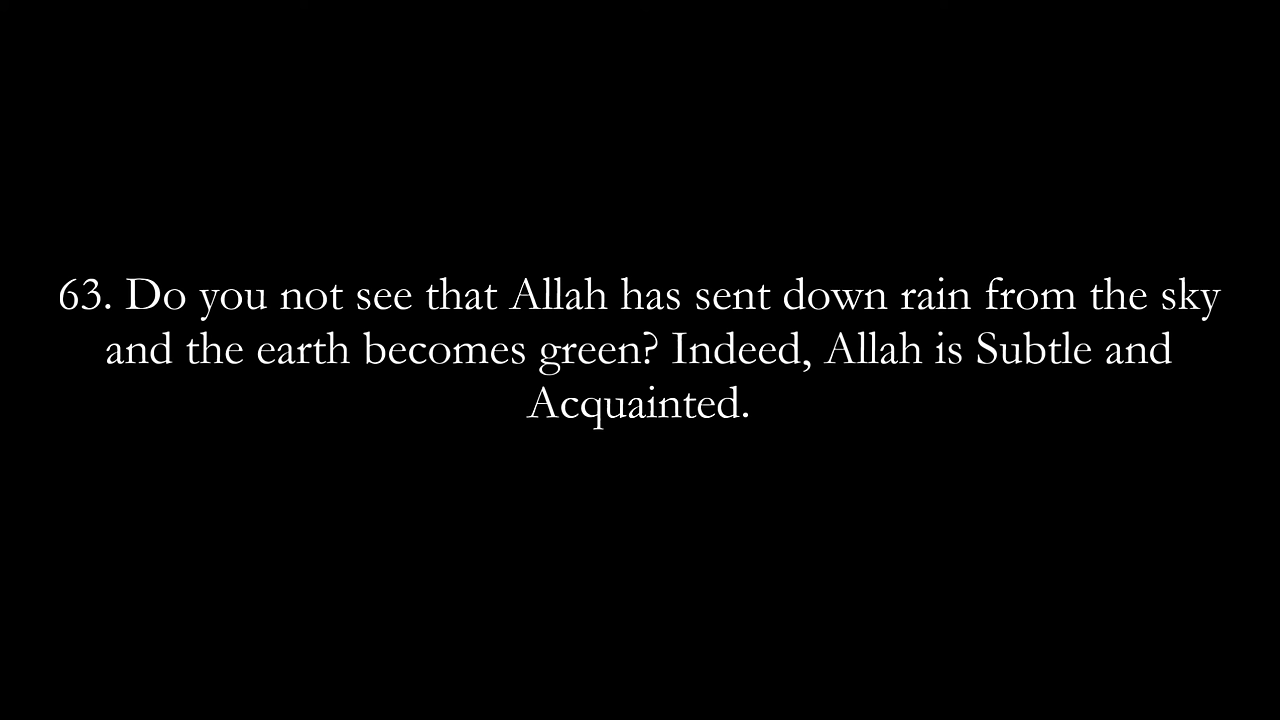 63. Do you not see that Allah has sent down rain from the sky
and the earth becomes green? Indeed, Allah is Subtle and
Acquainted.